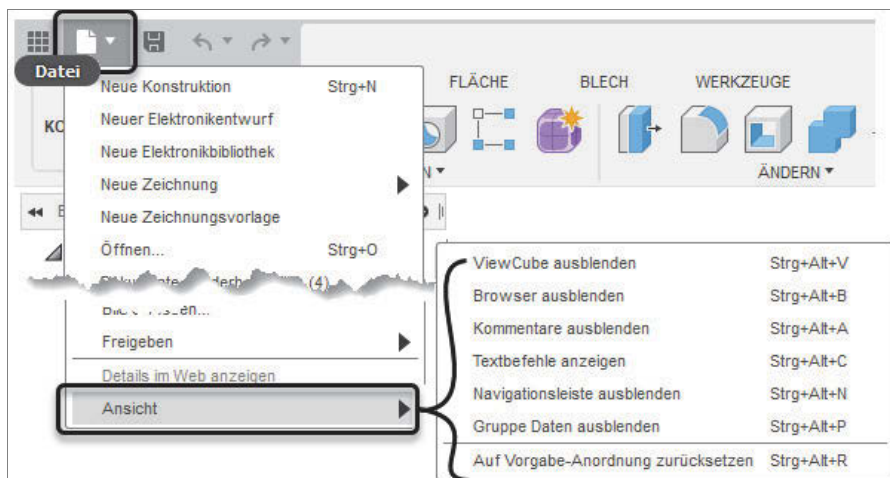 Datei
FLÄCHE BLECH WERKZEUGE
Neue Konstruktion Strg+N
Neuer Elektronikentwurf
Neue Elektronikbibliothek
Neue Zeichnung
Neue Zeichnungsvorlage
Öffnen... Strg+O
(4)
Freigeben
Details im Web anzeigen
Ansicht
ÄNDERN
ViewCube ausblenden Strg+Alt+V
Browser ausblenden Strg+Alt+B
Kommentare ausblenden Strg+Alt+A
Textbefehle anzeigen Strg+Alt+C
Navigationsleiste ausblenden Strg+Alt+N
Gruppe Daten ausblenden Strg+Alt+P
Auf Vorgabe-Anordnung zurücksetzen Strg+Alt+R